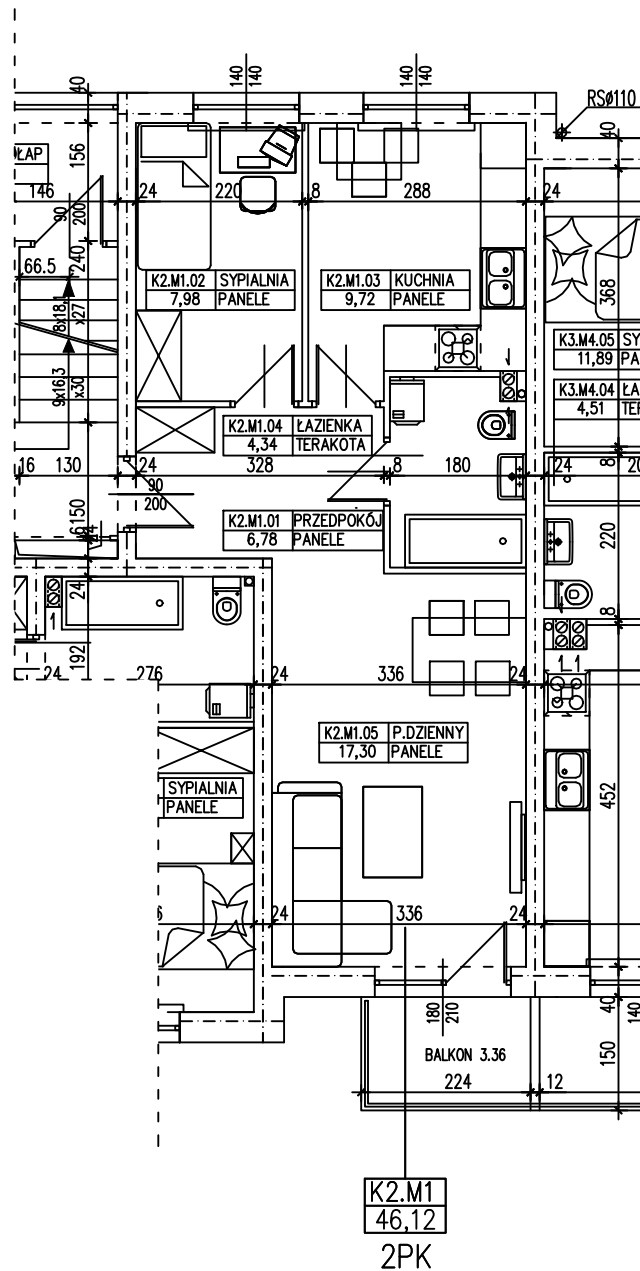 140
140
140
140
RSø110
40
40
ŁAP
156
146
24
220
8
288
24
90
200
240
66.5
K2.M1.02 SYPIALNIA
7,98 PANELE
K2.M1.03 KUCHNIA
9,72 PANELE
368
8x18,1
x27
K3.M4.05 SY
11,89 PA
9x16,3
x30
K3.M4.04 ŁA
4,51 TER
K2.M1.04 ŁAZIENKA
4,34 TERAKOTA
16
130
24
328
8
180
24
8
20
90
200
K2.M1.01 PRZEDPOKÓJ
6,78 PANELE
6150
220
24
8
192
24
276
24
336
24
K2.M1.05 P.DZIENNY
17,30 PANELE
SYPIALNIA
PANELE
452
24
336
24
180
210
40
140
BALKON 3.36
150
224
12
K2.M1
46,12
2PK